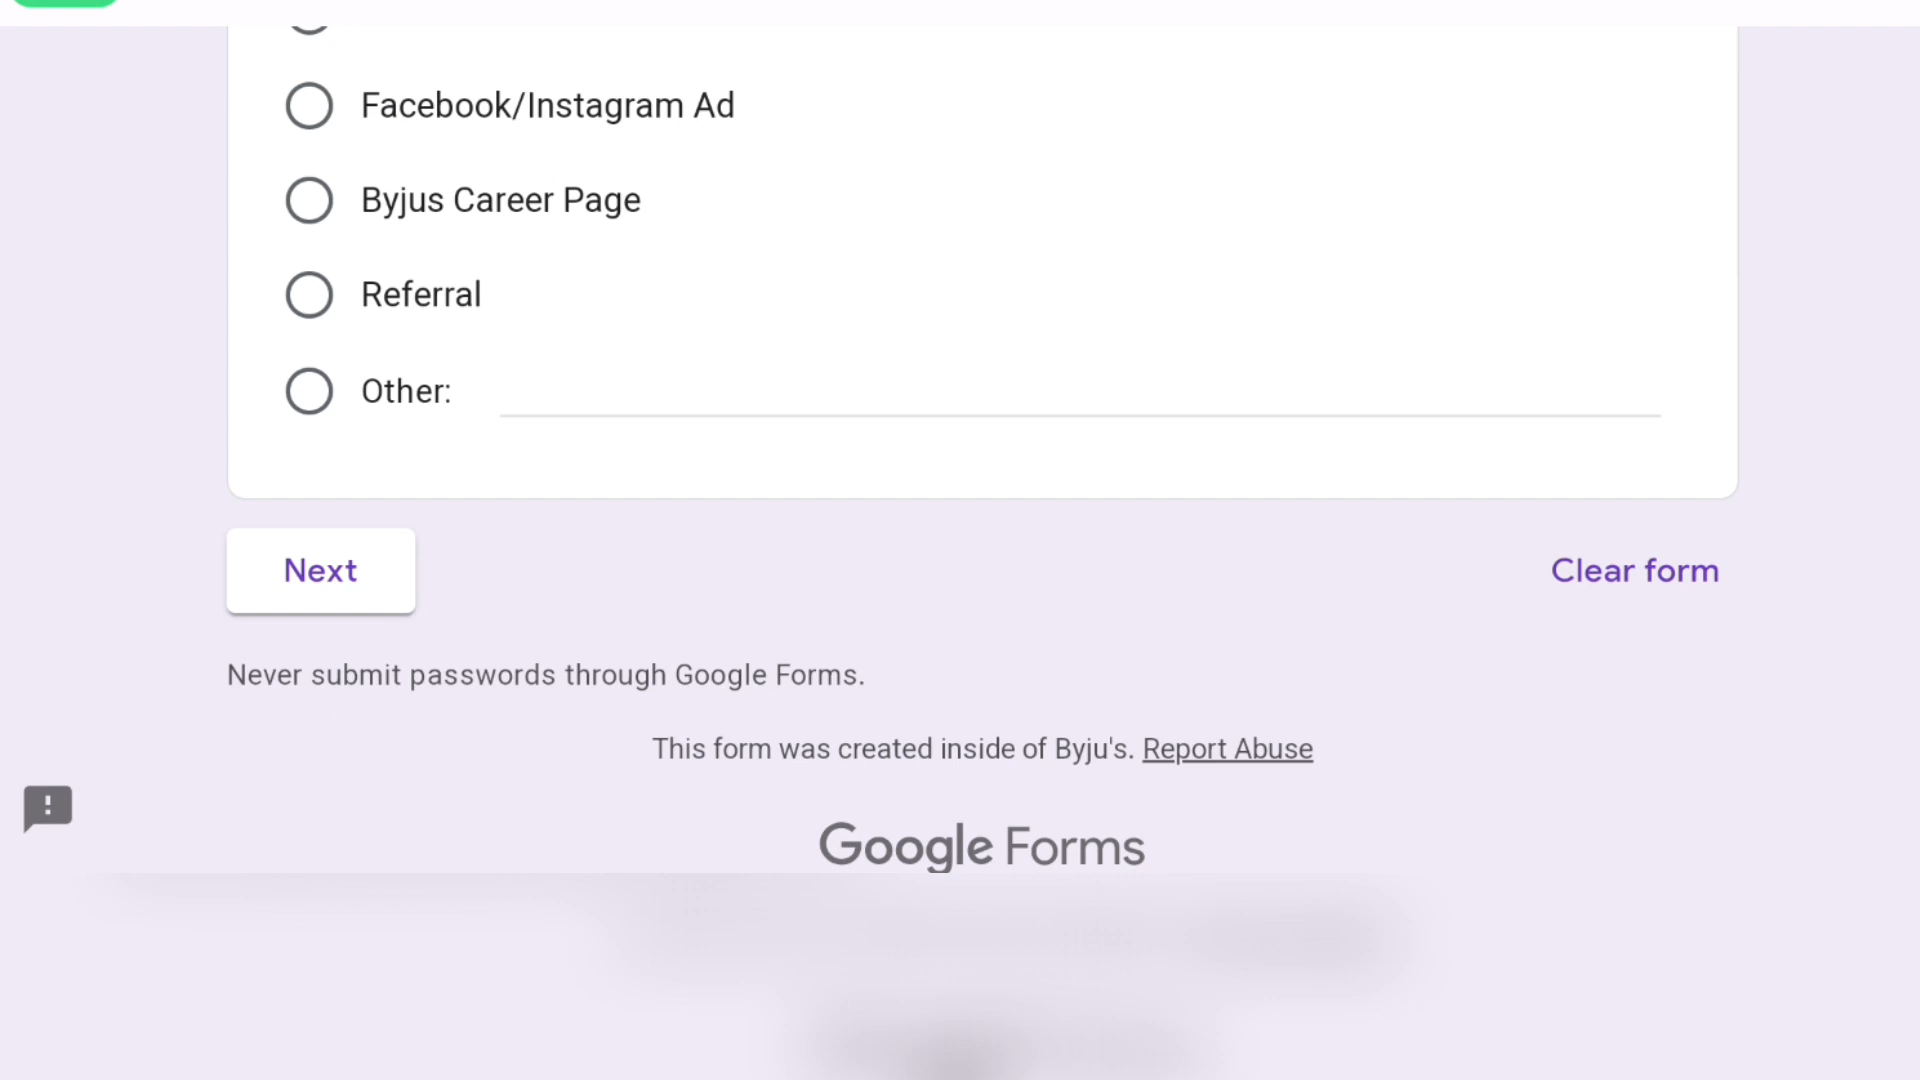 Facebook/Instagram Ad
Byjus Career Page
Referral
Other:
Next
Clear form
Never submit passwords through Google Forms.
This form was created inside of Byju's. Report Abuse
Google Forms